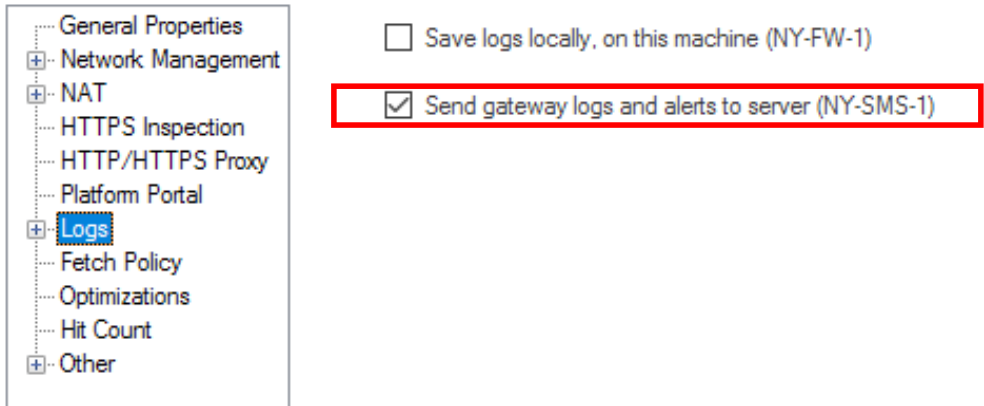 General Properties
Network Management
NAT
HTTPS Inspection
HTTP/HTTPS Proxy
Platform Portal
Logs
Fetch Policy
Optimizations
Hit Count
Other
Save logs locally, on this machine (NY-FW-1)
Send gateway logs and alerts to server (NY-SMS-1)